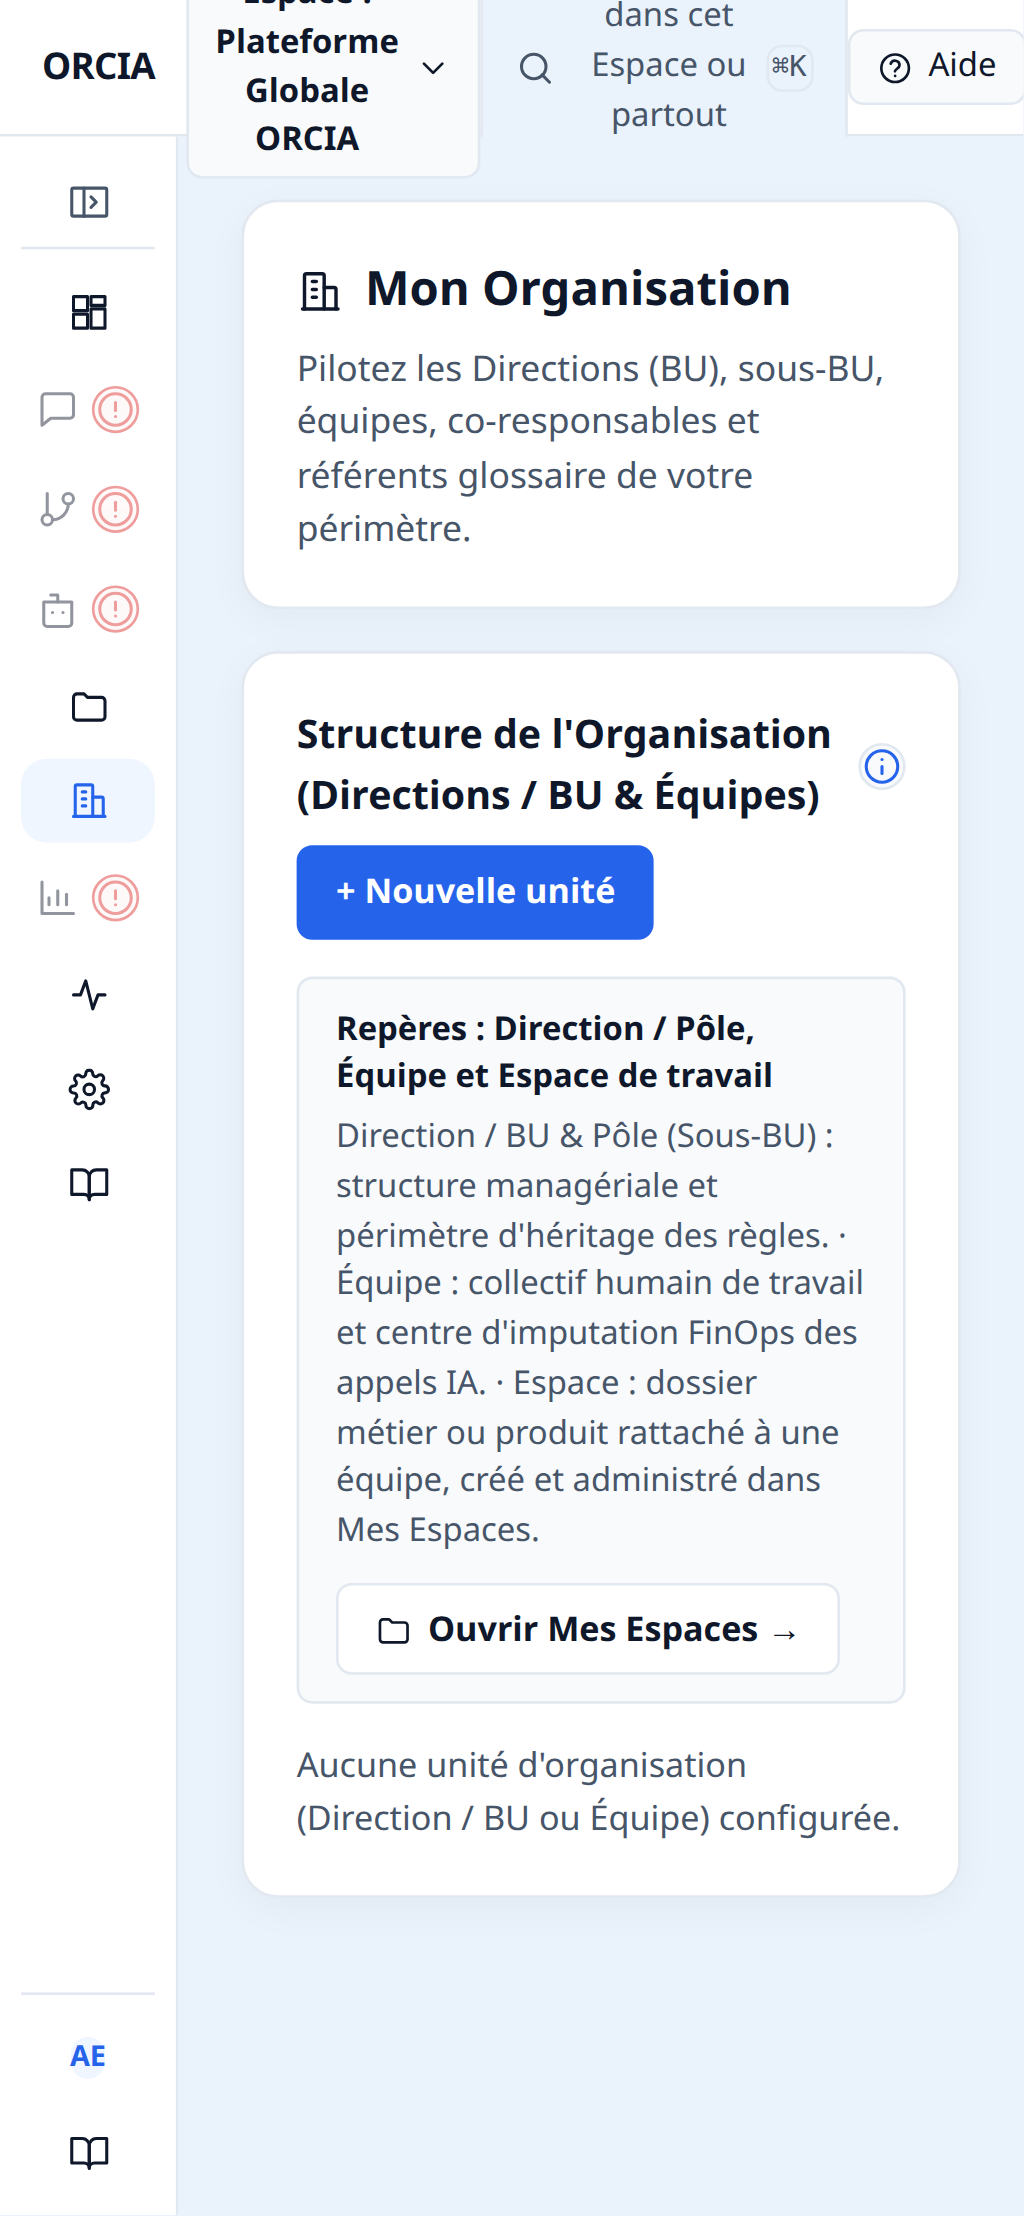 ORCIA
Espace :
Plateforme
Globale
ORCIA
dans cet
Espace ou
partout
⌘K
Aide
Mon Organisation
Pilotez les Directions (BU), sous-BU,
équipes, co-responsables et
référents glossaire de votre
périmètre.
Structure de l'Organisation
(Directions / BU & Équipes)
+ Nouvelle unité
Repères : Direction / Pôle,
Équipe et Espace de travail
Direction / BU & Pôle (Sous-BU) :
structure managériale et
périmètre d'héritage des règles. ·
Équipe : collectif humain de travail
et centre d'imputation FinOps des
appels IA. · Espace : dossier
métier ou produit rattaché à une
équipe, créé et administré dans
Mes Espaces.
Ouvrir Mes Espaces →
Aucune unité d'organisation
(Direction / BU ou Équipe) configurée.
AE